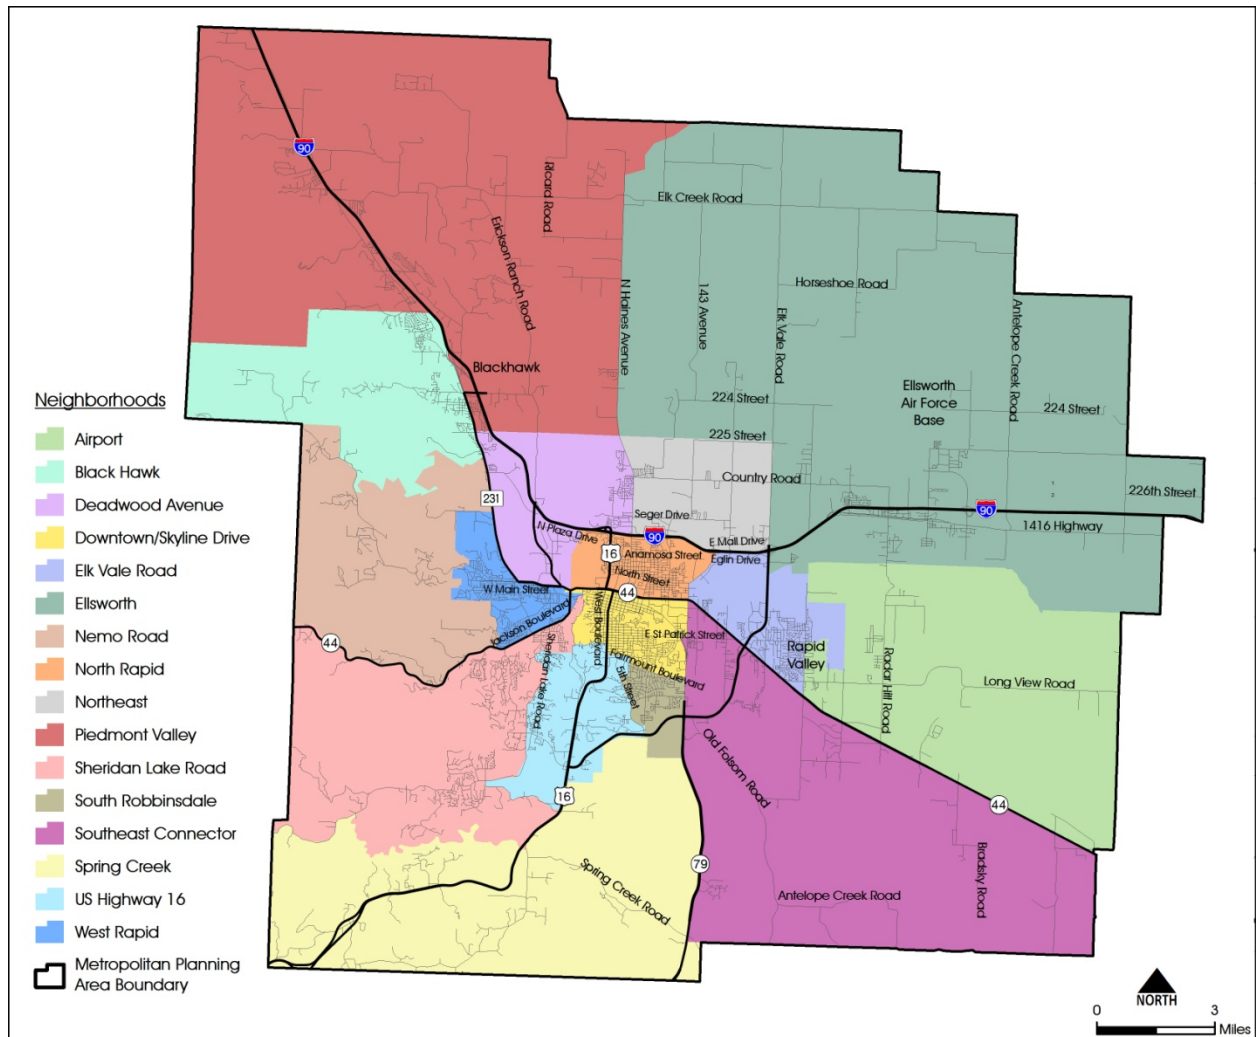 90
Ricard Road
Elk Creek Road
Erickson Ranch Road
N Haines Avenue
143 Avenue
Horseshoe Road
Elk Vale Road
Antelope Creek Road
Blackhawk
Ellsworth
Air Force
Base
224 Street
224 Street
225 Street
Country Road
226th Street
231
Seger Drive
90
1416 Highway
N Plaza Drive
90
E Mall Drive
16
Anamosa Street
Eglin Drive
North Street
W Main Street
44
West Boulevard
Jackson Boulevard
E St Patrick Street
44
Sheridan Lake Road
Fairmount Boulevard
5th Street
Rapid
Valley
Radar Hill Road
Long View Road
Old Folsom Road
16
44
79
Spring Creek Road
Bradsky Road
Antelope Creek Road
Neighborhoods
Airport
Black Hawk
Deadwood Avenue
Downtown/Skyline Drive
Elk Vale Road
Ellsworth
Nemo Road
North Rapid
Northeast
Piedmont Valley
Sheridan Lake Road
South Robbinsdale
Southeast Connector
Spring Creek
US Highway 16
West Rapid
Metropolitan Planning
Area Boundary
NORTH
0 3
Miles